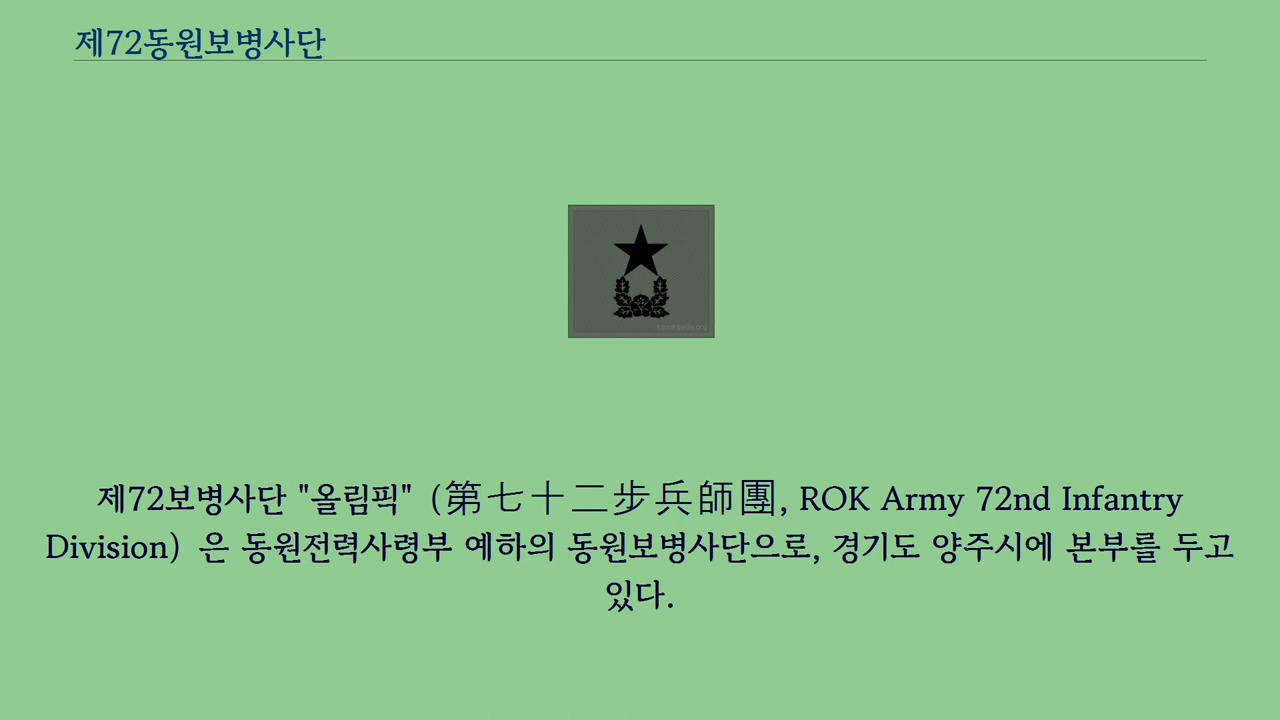 제72동원보병사단
제72보병사단 "올림픽" (第七十二步兵師團, ROK Army 72nd Infantry
Division) 은 동원전력사령부 예하의 동원보병사단으로, 경기도 양주시에 본부를 두고
있다.